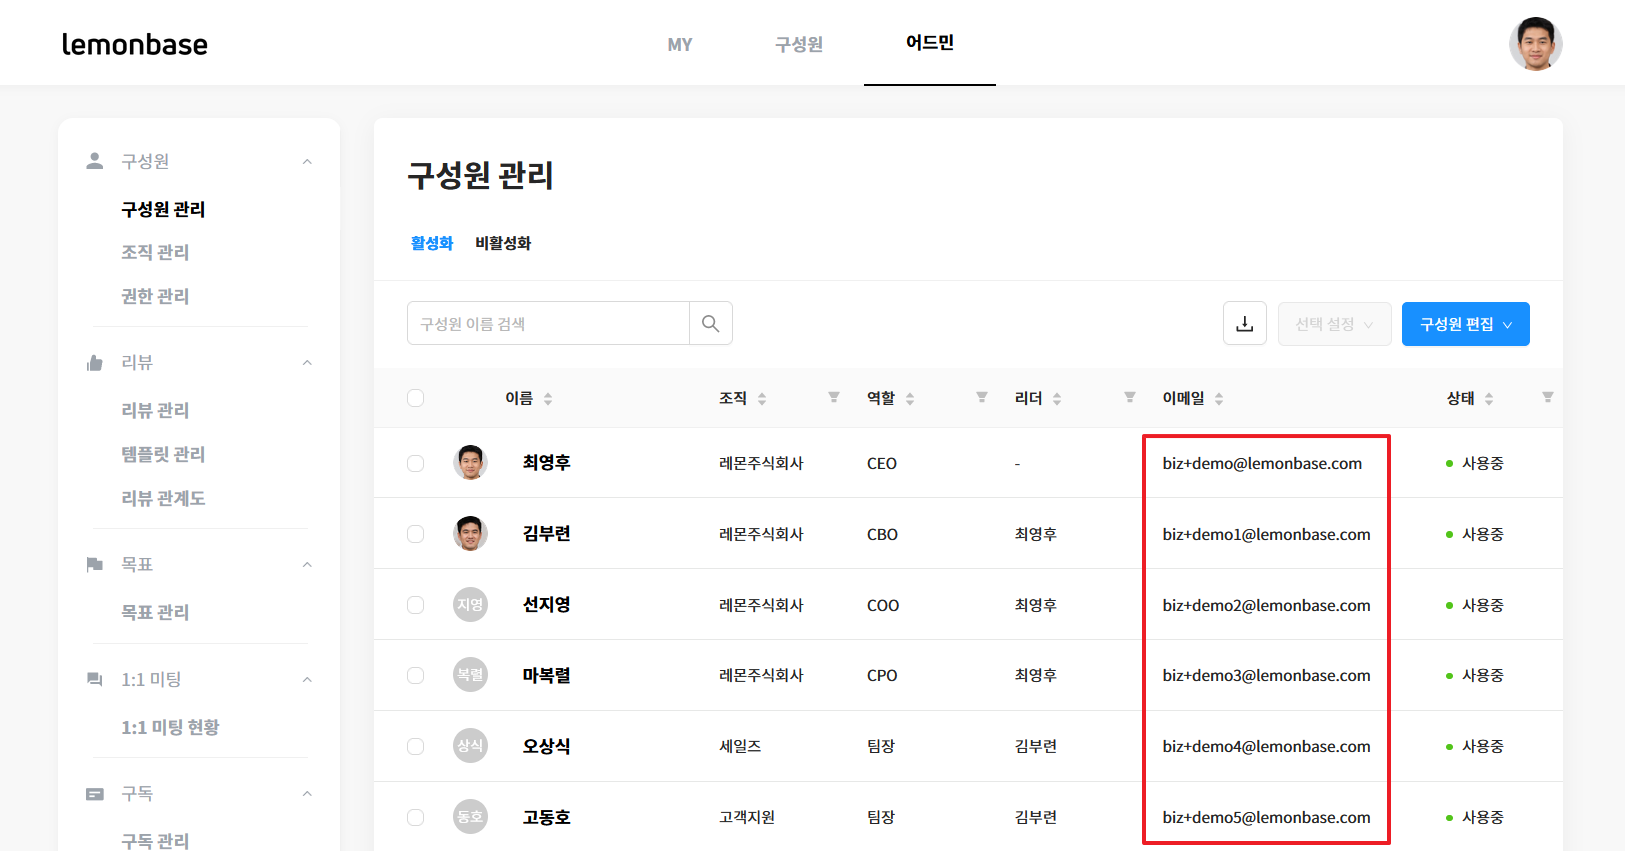 lemonbase
MY
구성원
어드민
구성원
구성원 관리
조직 관리
권한 관리
리뷰
리뷰 관리
템플릿 관리
리뷰 관계도
목표
목표 관리
1:1 미팅
1:1 미팅 현황
구독
구독 관리
구성원 관리
활성화 비활성화
구성원 이름 검색
선택 설정
구성원 편집
이름 조직 역할 리더 이메일 상태
최영후 레몬주식회사 CEO - biz+demo@lemonbase.com 사용중
김부련 레몬주식회사 CBO 최영후 biz+demo1@lemonbase.com 사용중
지영 선지영 레몬주식회사 COO 최영후 biz+demo2@lemonbase.com 사용중
복렬 마복렬 레몬주식회사 CPO 최영후 biz+demo3@lemonbase.com 사용중
상식 오상식 세일즈 팀장 김부련 biz+demo4@lemonbase.com 사용중
동호 고동호 고객지원 팀장 김부련 biz+demo5@lemonbase.com 사용중